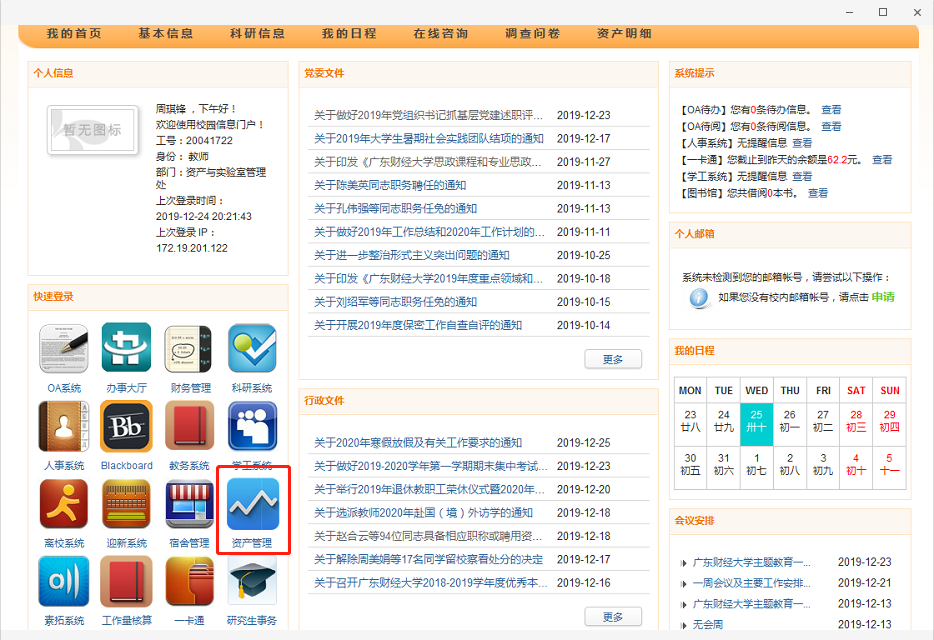 我的首页 基本信息 科研信息 我的日程 在线咨询 调查问卷 资产明细
个人信息
暂无图标
周琪锋 ，下午好！
欢迎使用校园信息门户！
工号：20041722
身份： 教师
部门：资产与实验室管理
处
上次登录时间：
2019-12-24 20:21:43
上次登录 IP：
172.19.201.122
快速登录
OA系统 办事大厅 财务管理 科研系统
Bb
人事系统 Blackboard 教务系统 学工系统
离校系统 迎新系统 宿舍管理 资产管理
素拓系统 工作量核算 一卡通 研究生事务
党委文件
关于做好2019年党组织书记抓基层党建述职评... 2019-12-23
关于2019年大学生暑期社会实践团队结项的通知 2019-12-17
关于印发《广东财经大学思政课程和专业思政... 2019-11-27
关于陈美英同志职务聘任的通知 2019-11-13
关于孔伟强等同志职务任免的通知 2019-11-13
关于做好2019年工作总结和2020年工作计划的... 2019-11-11
关于进一步整治形式主义突出问题的通知 2019-10-25
关于印发《广东财经大学2019年度重点领域和... 2019-10-18
关于刘绍军等同志职务任免的通知 2019-10-15
关于开展2019年度保密工作自查自评的通知 2019-10-14
更多
行政文件
关于2020年寒假放假及有关工作要求的通知 2019-12-25
关于做好2019-2020学年第一学期期末集中考试... 2019-12-23
关于举行2019年退休教职工荣休仪式暨2020年... 2019-12-20
关于选派教师2020年赴国（境）外访学的通知 2019-12-18
关于赵合云等94位同志具备相应职称或聘用资... 2019-12-18
关于解除周美娟等17名同学留校察看处分的决定 2019-12-17
关于召开广东财经大学2018-2019学年度优秀本... 2019-12-16
更多
系统提示
【OA待办】您有0条待办信息。 查看
【OA待阅】您有0条待阅信息。 查看
【人事系统】无提醒信息 查看
【一卡通】您截止到昨天的余额是62.2元。 查看
【学工系统】无提醒信息 查看
【图书馆】您共借阅0本书。 查看
个人邮箱
系统未检测到您的邮箱帐号，请尝试以下操作：
如果您没有校内邮箱帐号，请点击 申请
我的日程
MON TUE WED THU FRI SAT SUN
23 24 25 26 27 28 29
廿八 廿九 卅十 初一 初二 初三 初四
30 31 1 2 3 4 5
初五 初六 初七 初八 初九 初十 十一
会议安排
广东财经大学主题教育一... 2019-12-23
一周会议及主要工作安排... 2019-12-21
广东财经大学主题教育一... 2019-12-13
无会周 2019-12-13